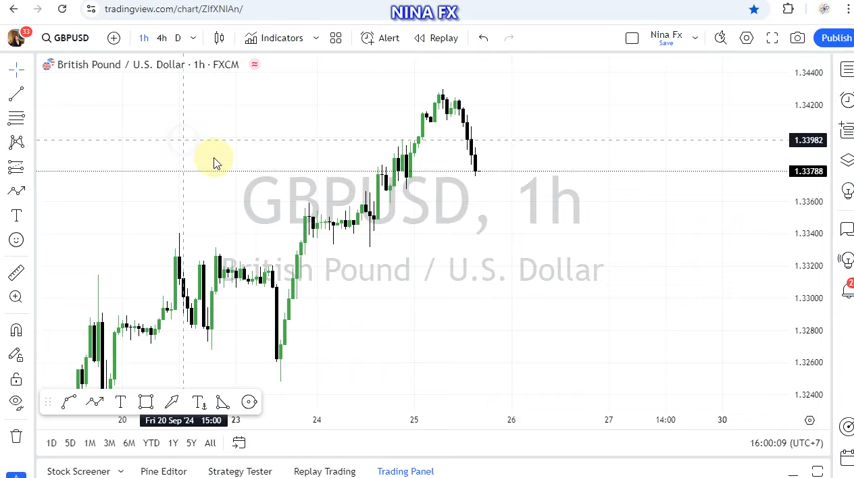 tradingview.com/chart/ZIfXNIAn/
NINA FX
33
GBPUSD
1h 4h D
Indicators
Alert
Replay
Nina Fx
Save
Publish
British Pound / U.S. Dollar · 1h · FXCM
GBPUSD, 1h
British Pound / U.S. Dollar
1.34400
1.34200
1.33982
1.33788
1.33600
1.33400
1.33200
1.33000
1.32800
1.32600
1.32400
20
Fri 20 Sep '24 15:00
23
24
25
26
27
14:00
30
1D 5D 1M 3M 6M YTD 1Y 5Y All
16:00:09 (UTC+7)
Stock Screener
Pine Editor
Strategy Tester
Replay Trading
Trading Panel